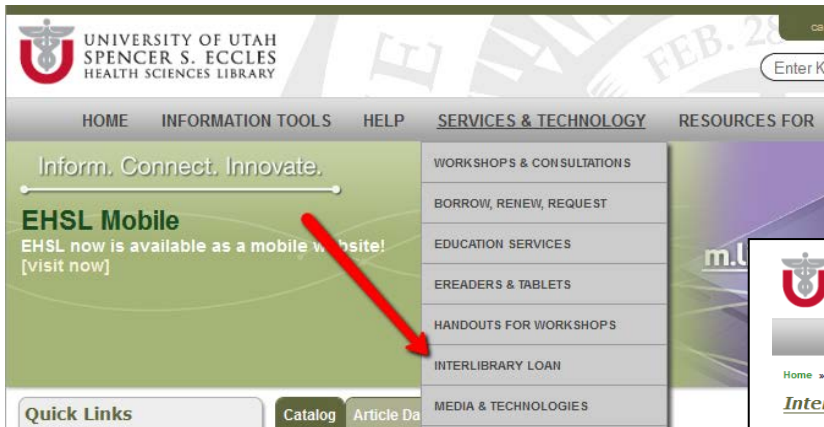 UNIVERSITY OF UTAH
SPENCER S. ECCLES
HEALTH SCIENCES LIBRARY
FEB. 28
Enter K
HOME INFORMATION TOOLS HELP SERVICES & TECHNOLOGY RESOURCES FOR
Inform. Connect. Innovate.
EHSL Mobile
EHSL now is available as a mobile website!
[visit now]
WORKSHOPS & CONSULTATIONS
BORROW, RENEW, REQUEST
EDUCATION SERVICES
EREADERS & TABLETS
HANDOUTS FOR WORKSHOPS
INTERLIBRARY LOAN
MEDIA & TECHNOLOGIES
Home »
Quick Links
Catalog
Article Da